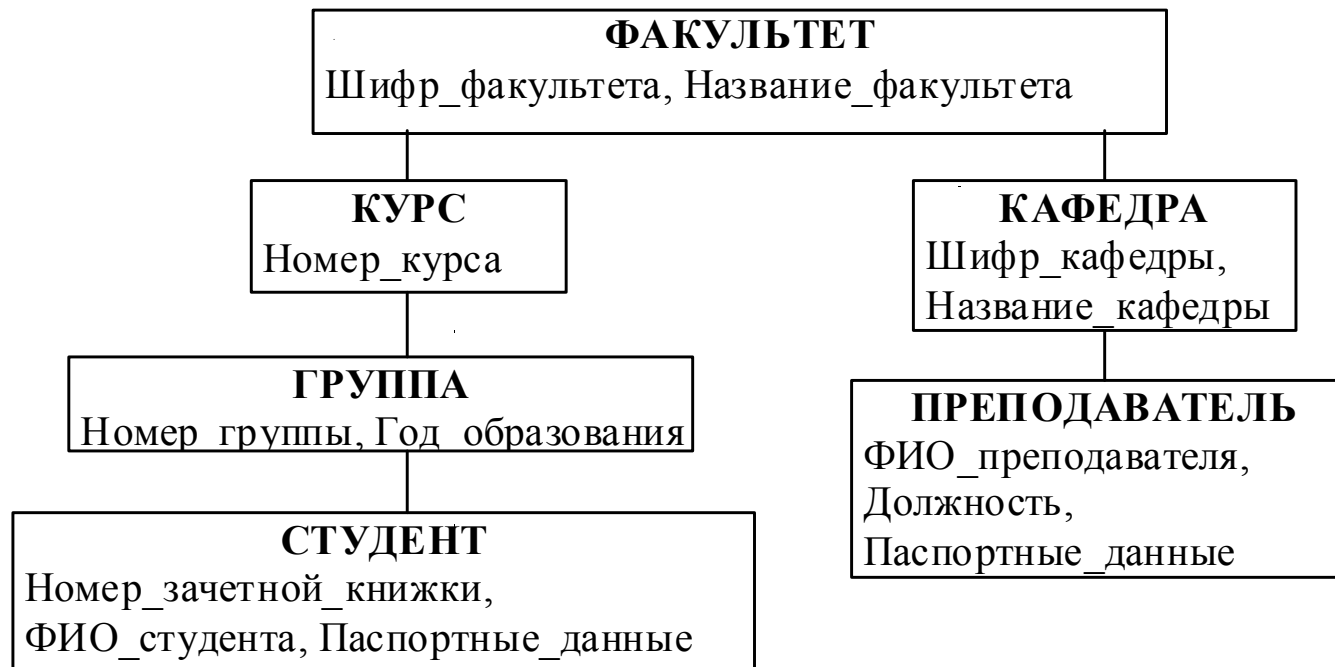 ФАКУЛЬТЕТ
Шифр_факультета, Название_факультета
КУРС
Номер_курса
КАФЕДРА
Шифр_кафедры,
Название_кафедры
ГРУППА
Номер_группы, Год_образования
ПРЕПОДАВАТЕЛЬ
ФИО_преподавателя,
Должность,
Паспортные_данные
СТУДЕНТ
Номер_зачетной_книжки,
ФИО_студента, Паспортные_данные